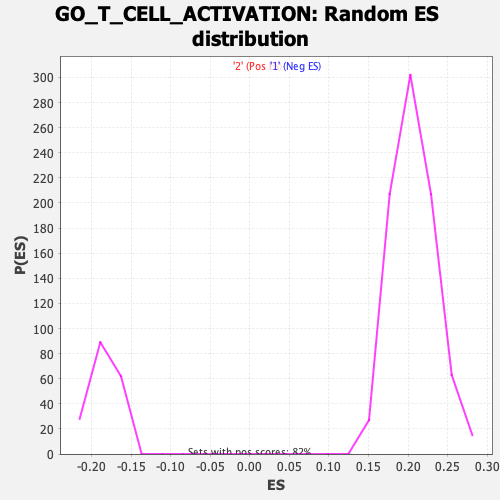 GO_T_CELL_ACTIVATION: Random ES
distribution
'2' (Pos '1' (Neg ES)
300
280
260
240
220
200
180
160
140
120
100
80
60
40
20
0
P(ES)
Sets with pos scores: 82%
-0.20 -0.15 -0.10 -0.05 0.00 0.05 0.10 0.15 0.20 0.25 0.30
ES